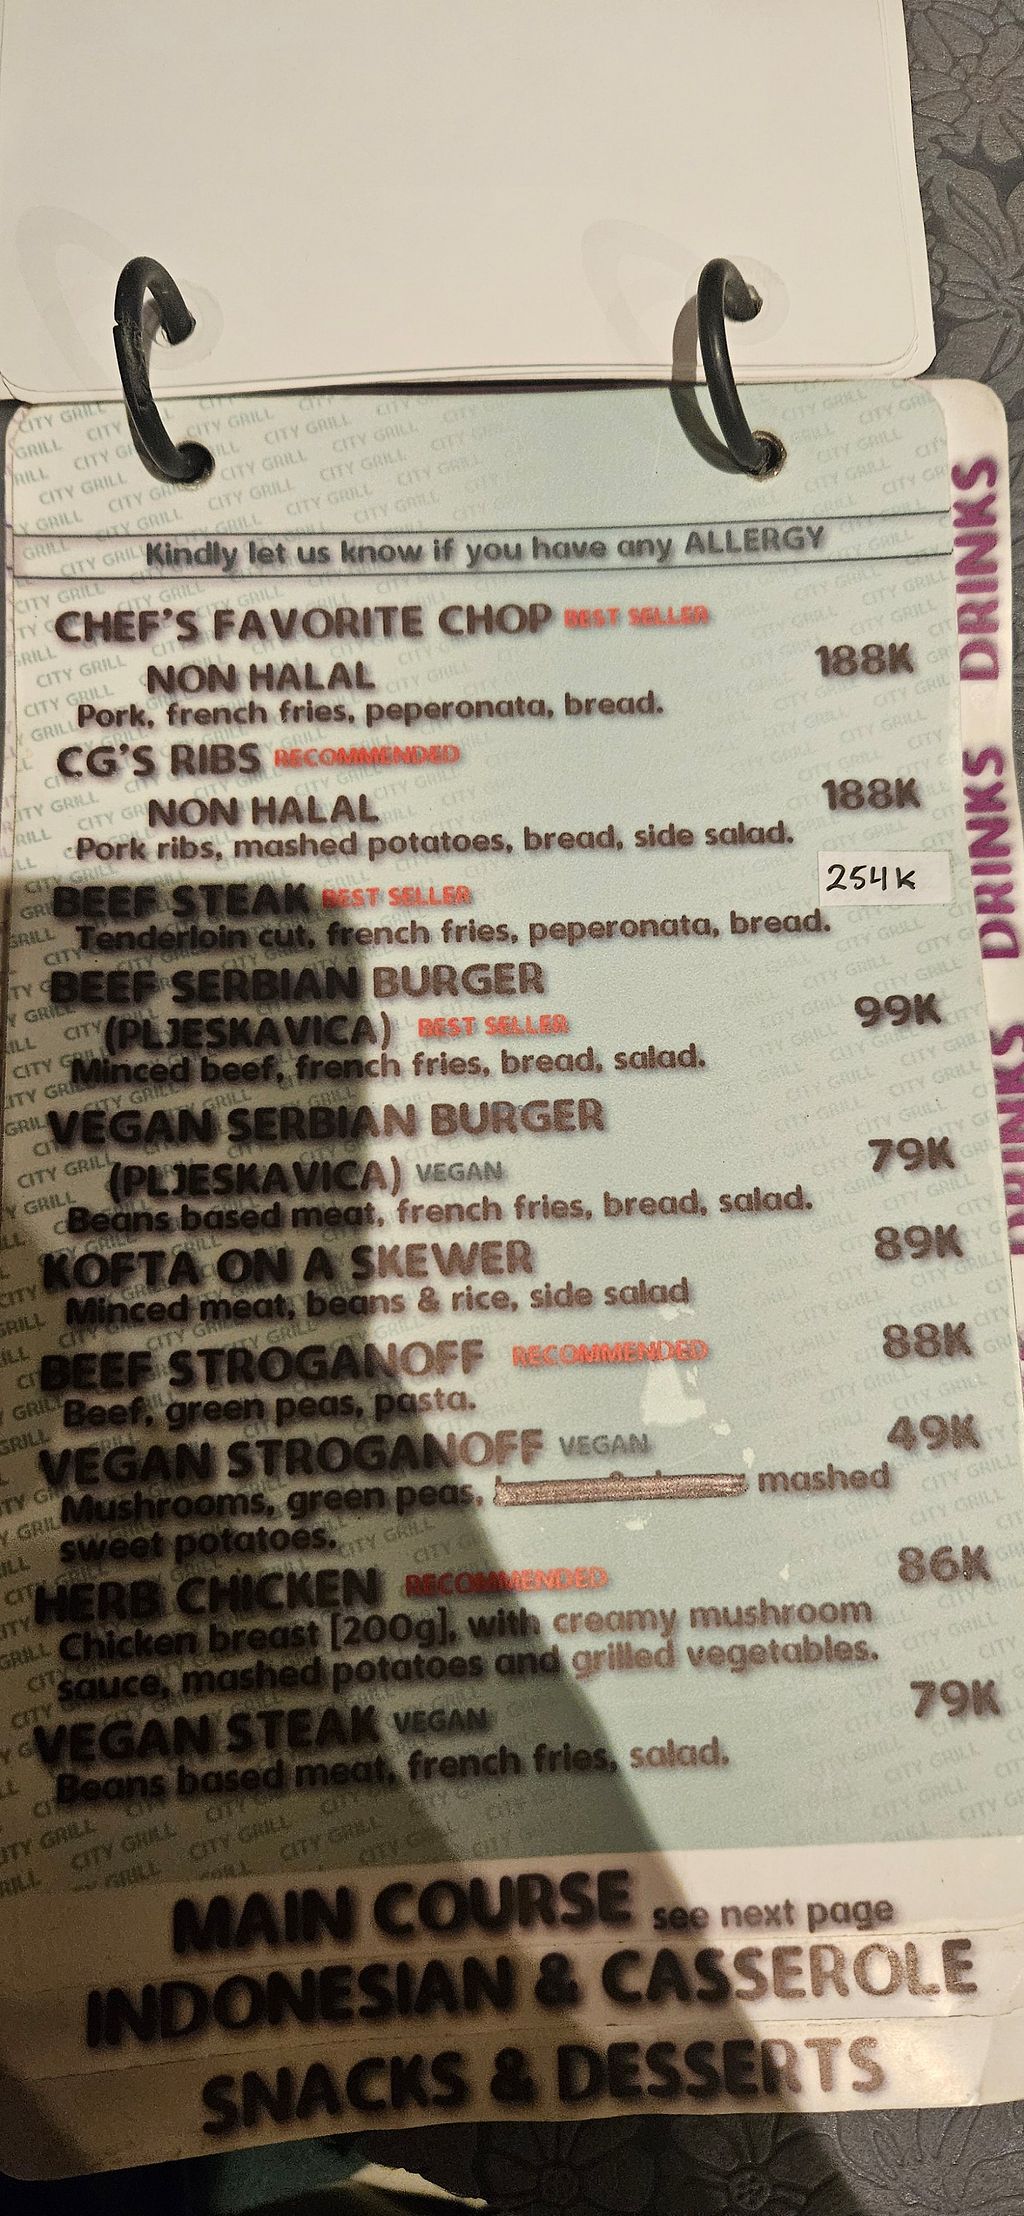 Kindly let us know if you have any ALLERGY
CHEF'S FAVORITE CHOP BEST SELLER
NON HALAL 188K
Pork, french fries, peperonata, bread.
CG'S RIBS RECOMMENDED
NON HALAL 188K
Pork ribs, mashed potatoes, bread, side salad.
BEEF STEAK BEST SELLER 254K
Tenderloin cut, french fries, peperonata, bread.
BEEF SERBIAN BURGER
(PLJESKAVICA) BEST SELLER 99K
Minced beef, french fries, bread, salad.
VEGAN SERBIAN BURGER
(PLJESKAVICA) VEGAN 79K
Beans based meat, french fries, bread, salad.
KOFTA ON A SKEWER 89K
Minced meat, beans & rice, side salad
BEEF STROGANOFF RECOMMENDED 88K
Beef, green peas, pasta.
VEGAN STROGANOFF VEGAN 49K
Mushrooms, green peas, mashed
sweet potatoes.
HERB CHICKEN RECOMMENDED 86K
Chicken breast [200g], with creamy mushroom
sauce, mashed potatoes and grilled vegetables.
VEGAN STEAK VEGAN 79K
Beans based meat, french fries, salad.
MAIN COURSE see next page
INDONESIAN & CASSEROLE
SNACKS & DESSERTS
DRINKS
DRINKS
DRINKS
CITY GRILL